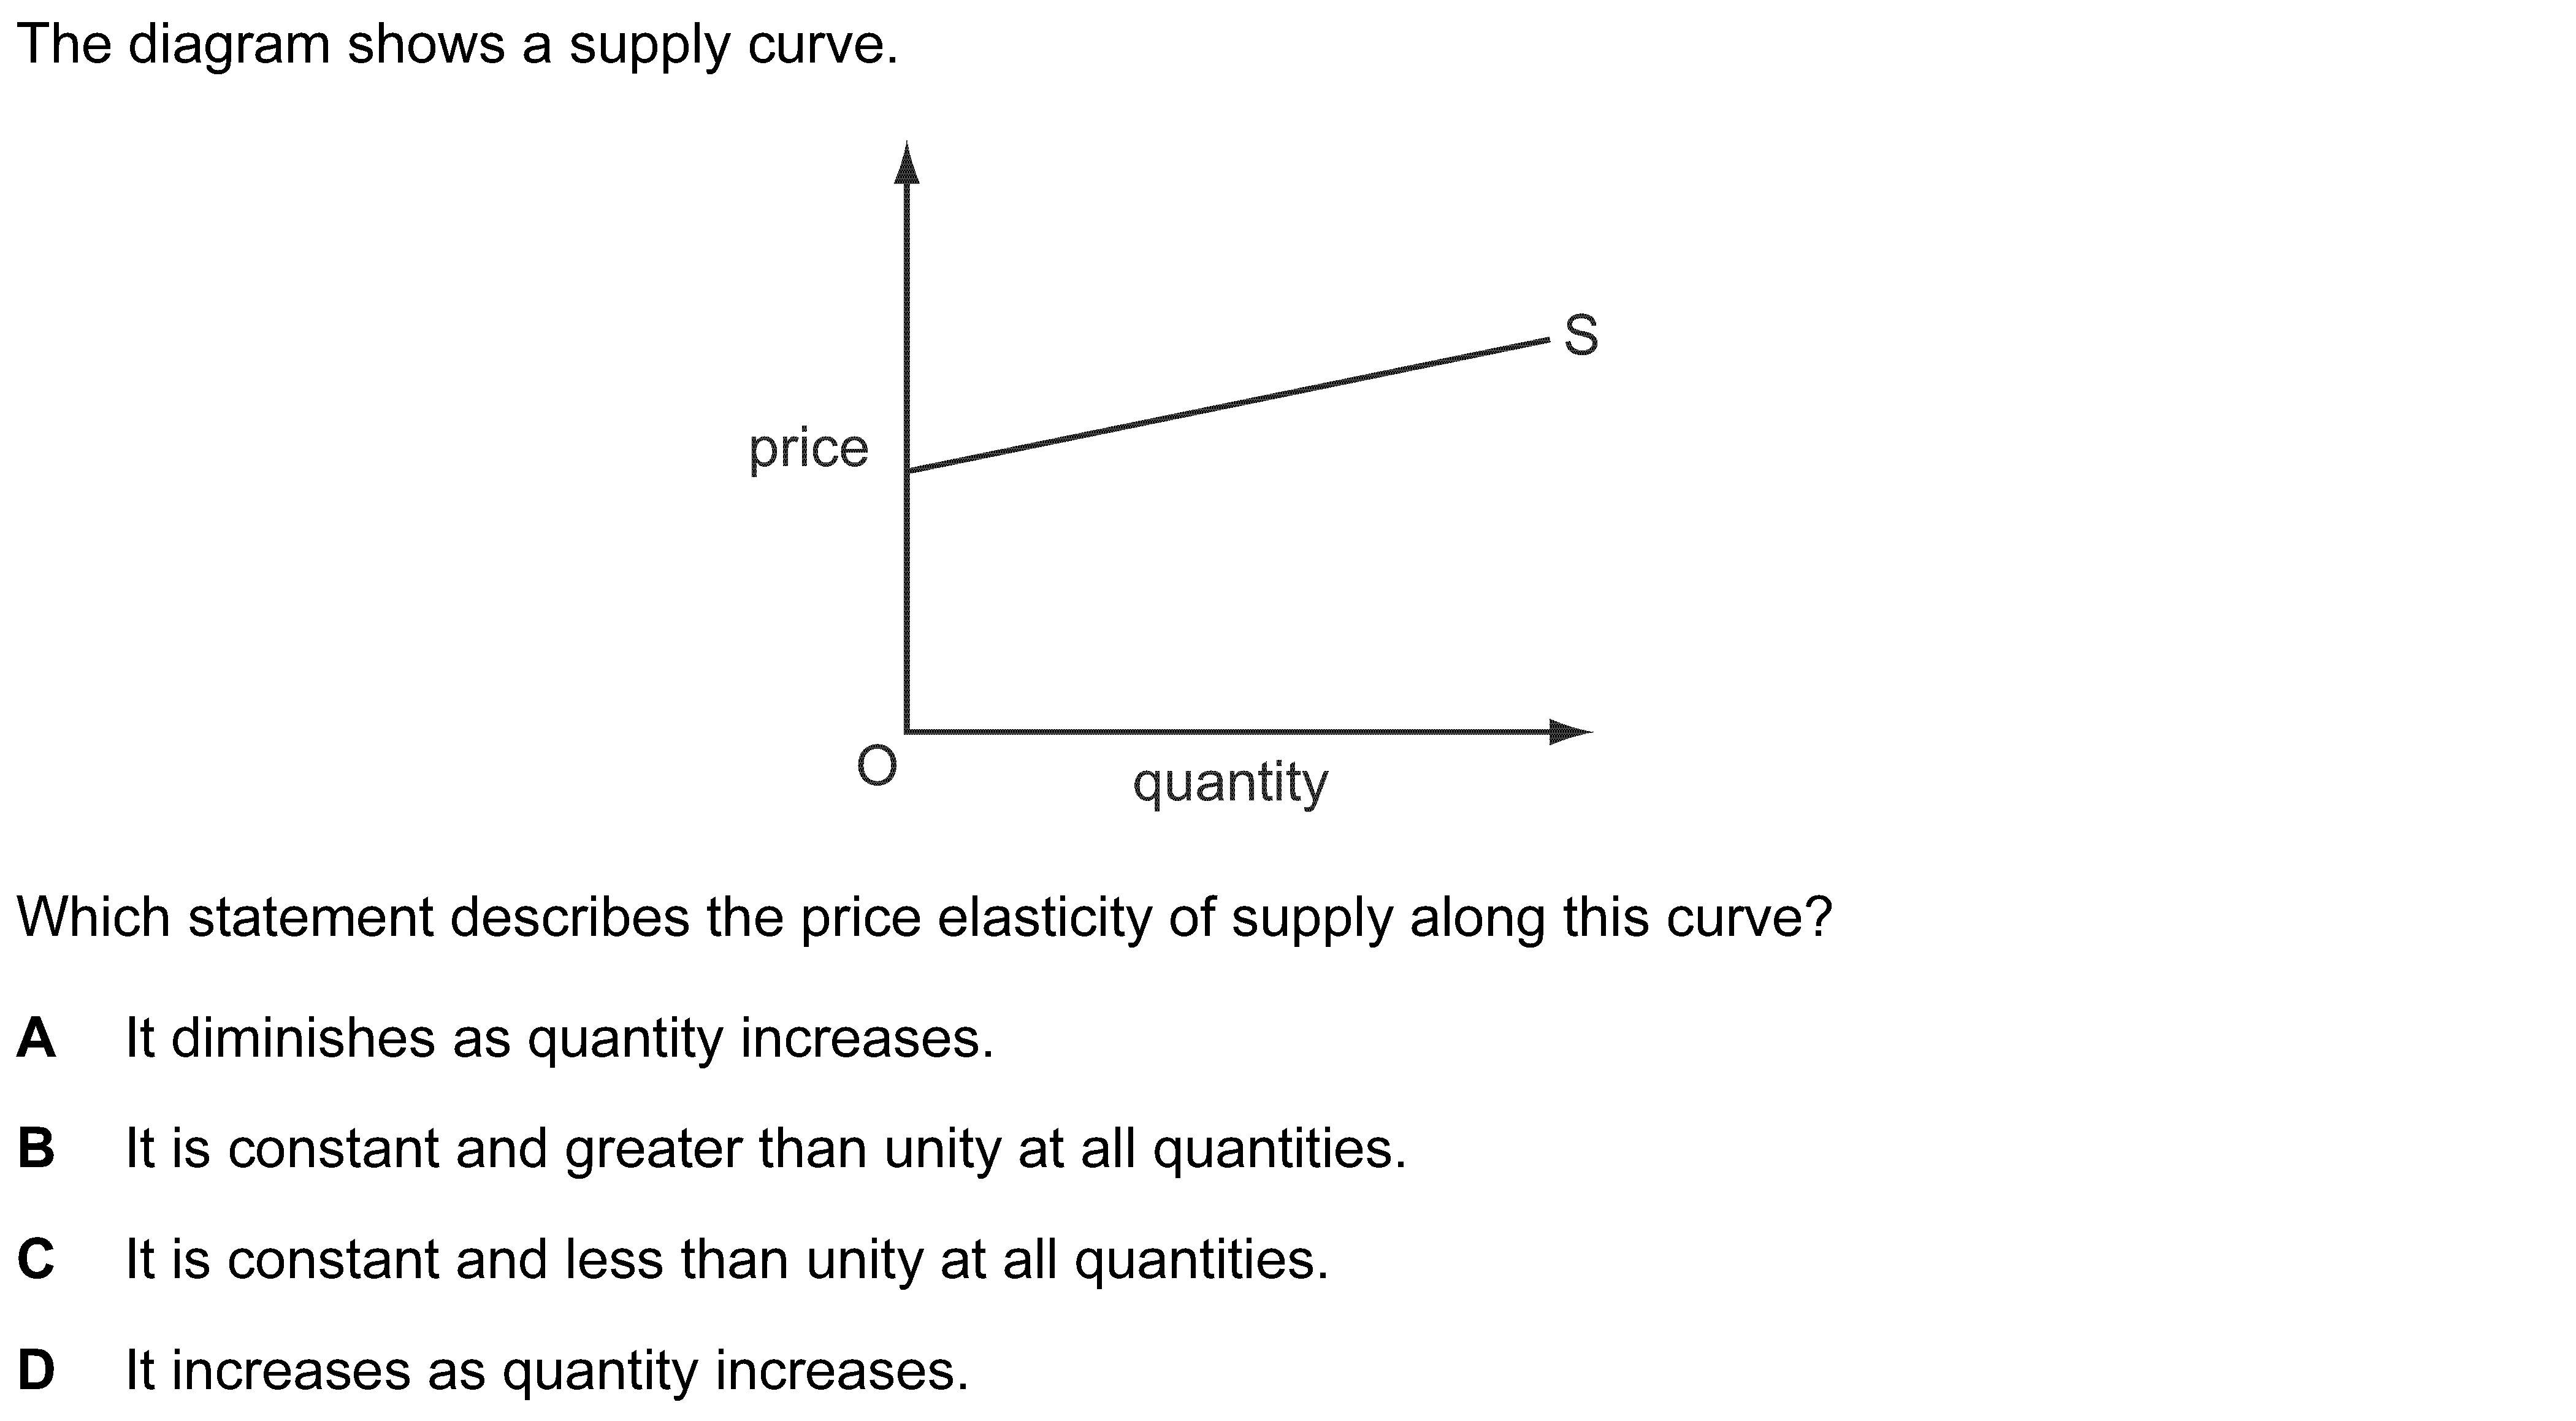 The diagram shows a supply curve.
S
price
O
quantity
Which statement describes the price elasticity of supply along this curve?
A It diminishes as quantity increases.
B It is constant and greater than unity at all quantities.
C It is constant and less than unity at all quantities.
D It increases as quantity increases.